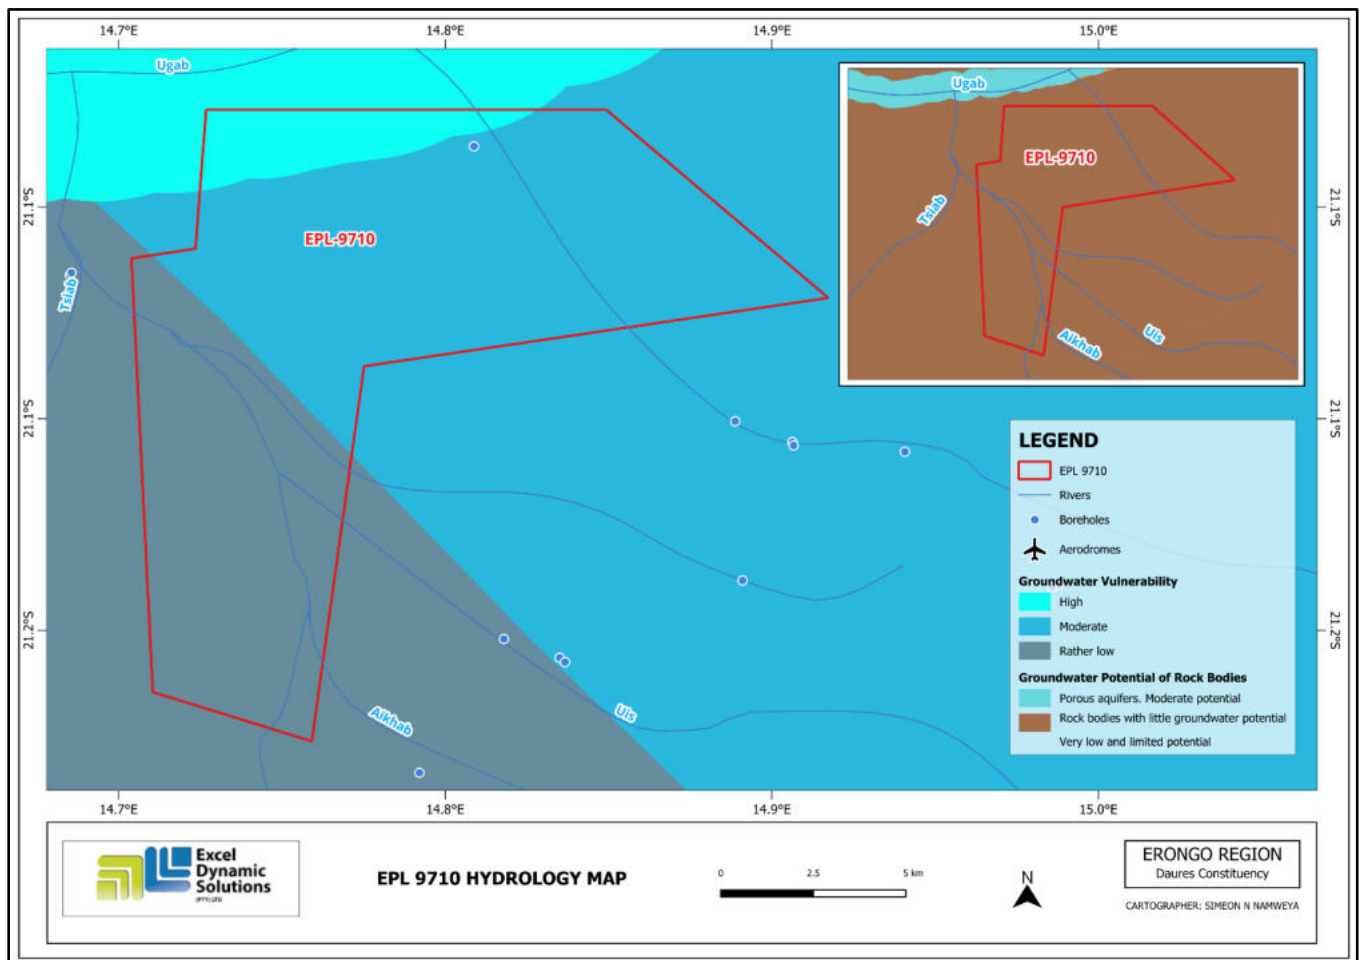 14.7°E
14.8°E
14.9°E
15.0°E
Ugab
Ugab
EPL-9710
Tsiab
Uis
Aikhab
21.1°S
21.1°S
EPL-9710
Tsiab
21.1°S
21.1°S
LEGEND
EPL 9710
Rivers
Boreholes
Aerodromes
Groundwater Vulnerability
High
Moderate
Rather low
Groundwater Potential of Rock Bodies
Porous aquifers. Moderate potential
Rock bodies with little groundwater potential
Very low and limited potential
21.2°S
21.2°S
Aikhab
Uis
14.7°E
14.8°E
14.9°E
15.0°E
Excel
Dynamic
Solutions
(PTY) LTD
EPL 9710 HYDROLOGY MAP
0
2.5
5 km
N
ERONGO REGION
Daures Constituency
CARTOGRAPHER: SIMEON N NAMWEYA